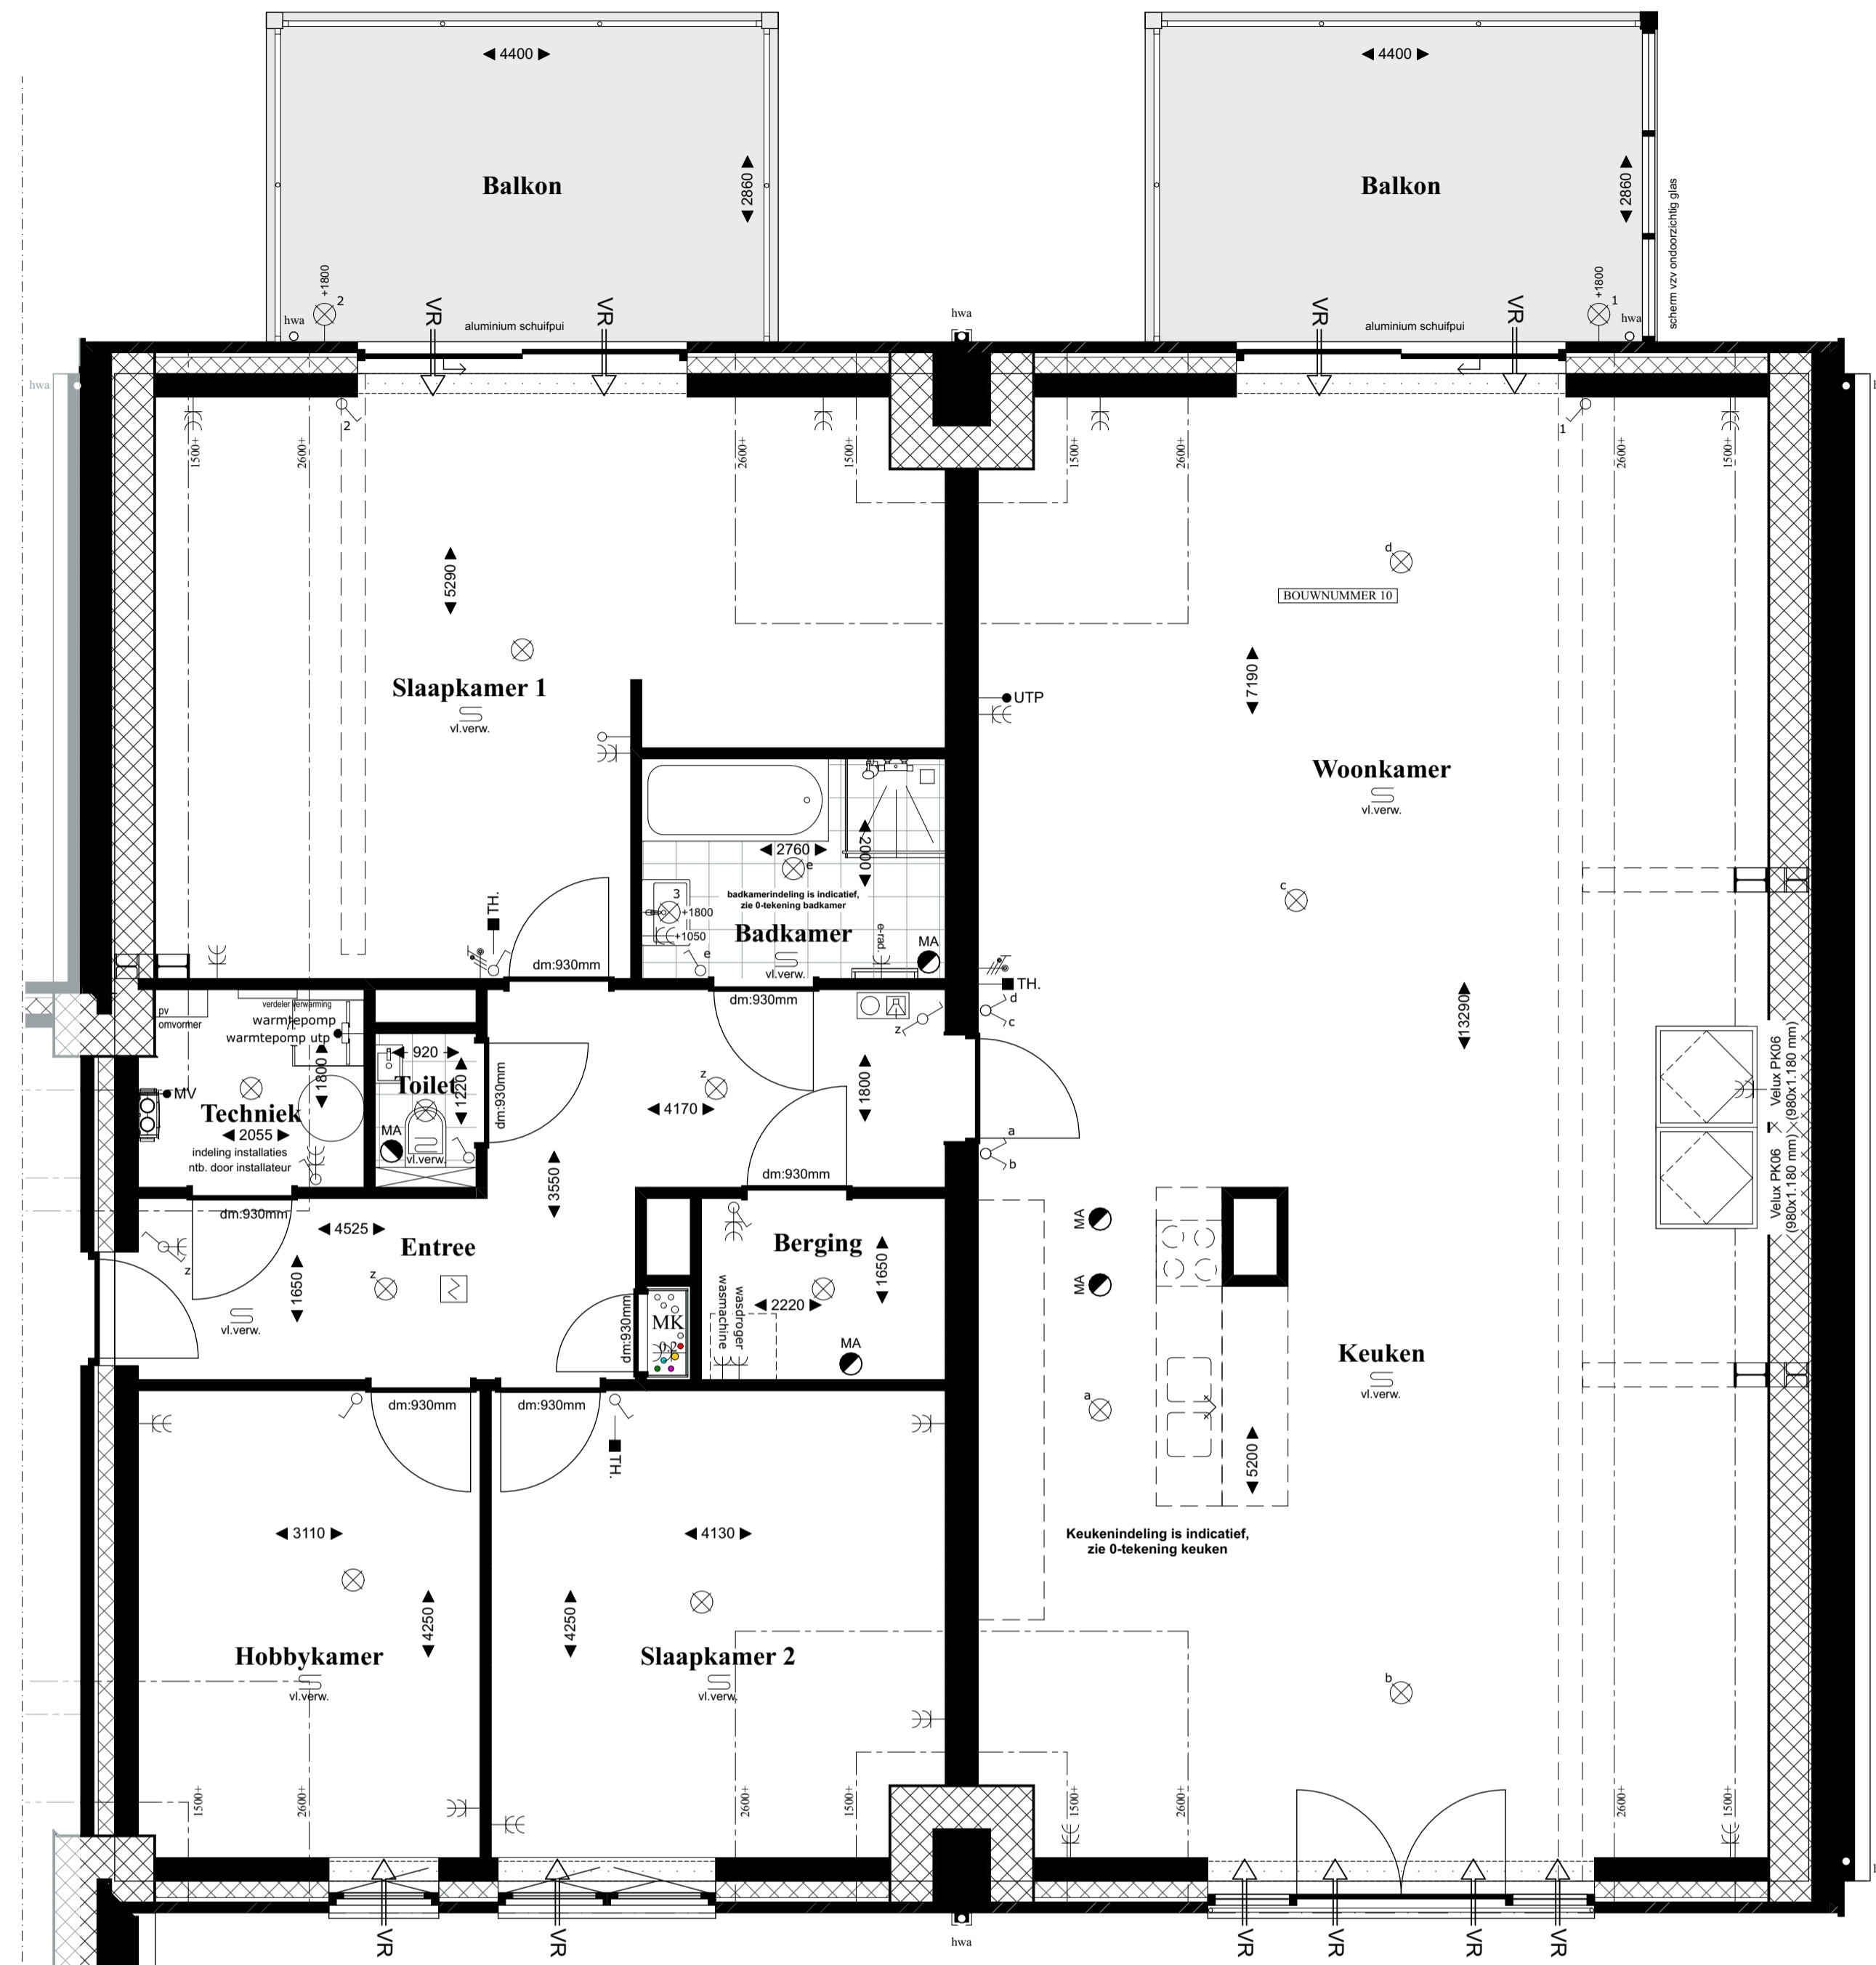 4400
4400
Balkon
2860
Balkon
2860
scherm vzv ondoorzichtig glas
+1800
2
hwa
VR
aluminium schuifpui
VR
hwa
VR
aluminium schuifpui
VR
+1800
1
hwa
hwa
2
1
1500+
2600+
2600+
1500+
1500+
2600+
2600+
1500+
5290
d
BOUWNUMMER 10
7190
Slaapkamer 1
vl.verw.
UTP
Woonkamer
vl.verw.
2760
2000
e
3
+1800
+1050
badkamerindeling is indicatief,
zie 0-tekening badkamer
Badkamer
vl.verw.
e
e-rad.
MA
c
TH.
dm:930mm
dm:930mm
TH.
d
c
13290
pv
omvormer
verdeler verwarming
warmtepomp
warmtepomp utp
1800
MV
Techniek
2055
indeling installaties
ntb. door installateur
920
Toilet
1220
MA
vl.verw.
dm:930mm
z
z
4170
1800
a
b
Velux PK06
(980x1.180 mm)
Velux PK06
(980x1.180 mm)
dm:930mm
3550
dm:930mm
4525
Entree
z
1650
z
vl.verw.
Berging
1650
2220
wasdroger
wasmachine
MA
MK
0.2
dm:930mm
MA
MA
Keuken
vl.verw.
a
5200
dm:930mm
dm:930mm
TH.
3110
4130
Keukenindeling is indicatief,
zie 0-tekening keuken
4250
4250
Hobbykamer
vl.verw.
Slaapkamer 2
vl.verw.
b
1500+
2600+
2600+
1500+
1500+
2600+
2600+
1500+
VR
VR
hwa
VR
VR
VR
VR